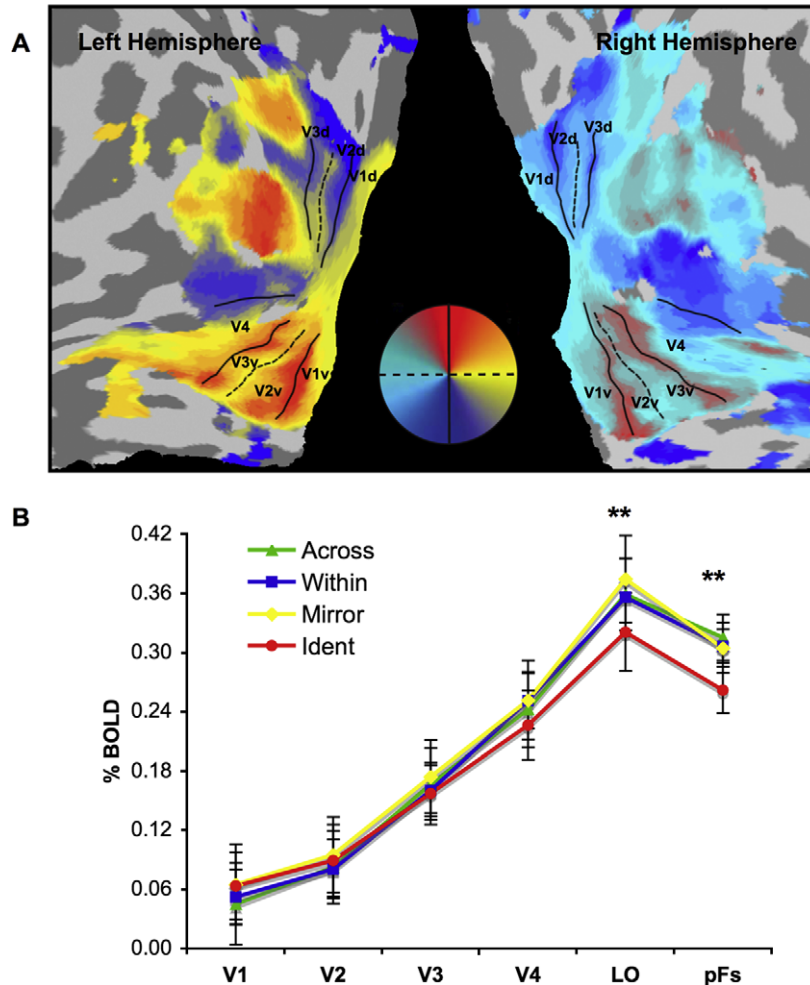 A
Left Hemisphere
Right Hemisphere
V3d
V2d
V1d
V4
V3v
V2v
V1v
V2d
V3d
V1d
V4
V1v
V2v
V3v
B
% BOLD
0.42
0.36
0.30
0.24
0.18
0.12
0.06
0.00
Across
Within
Mirror
Ident
**
**
V1 V2 V3 V4 LO pFs